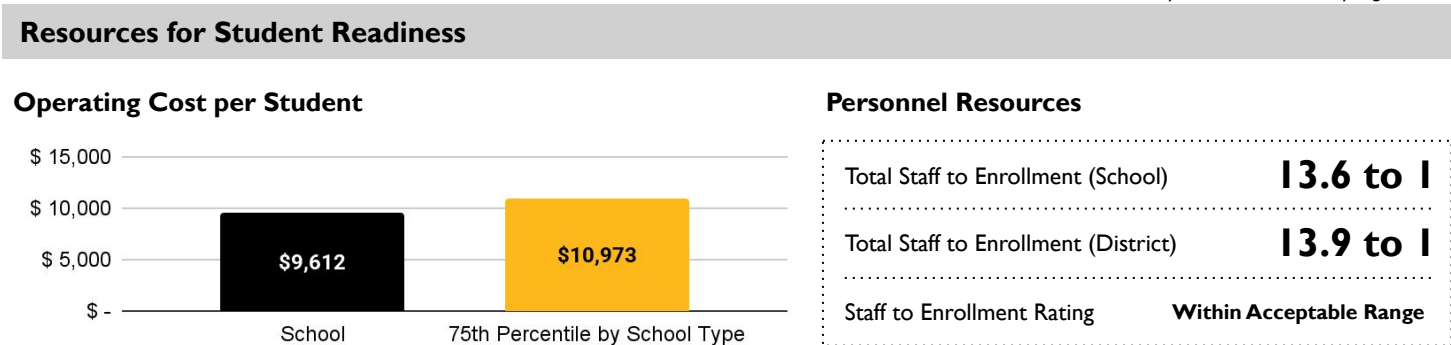 Resources for Student Readiness
Operating Cost per Student
$ 15,000
$ 10,000
$ 5,000
$ -
$9,612
$10,973
School
75th Percentile by School Type
Personnel Resources
Total Staff to Enrollment (School) 13.6 to 1
Total Staff to Enrollment (District) 13.9 to 1
Staff to Enrollment Rating Within Acceptable Range